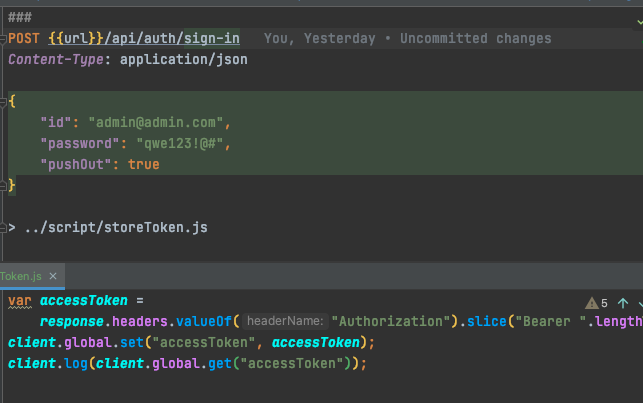 ###
POST {{url}}/api/auth/sign-in You, Yesterday • Uncommitted changes
Content-Type: application/json
{
"id": "admin@admin.com",
"password": "qwe123!@#",
"pushOut": true
}
> ../script/storeToken.js
Token.js ×
var accessToken = 5
response.headers.valueOf( headerName: "Authorization").slice("Bearer ".length
client.global.set("accessToken", accessToken);
client.log(client.global.get("accessToken"));